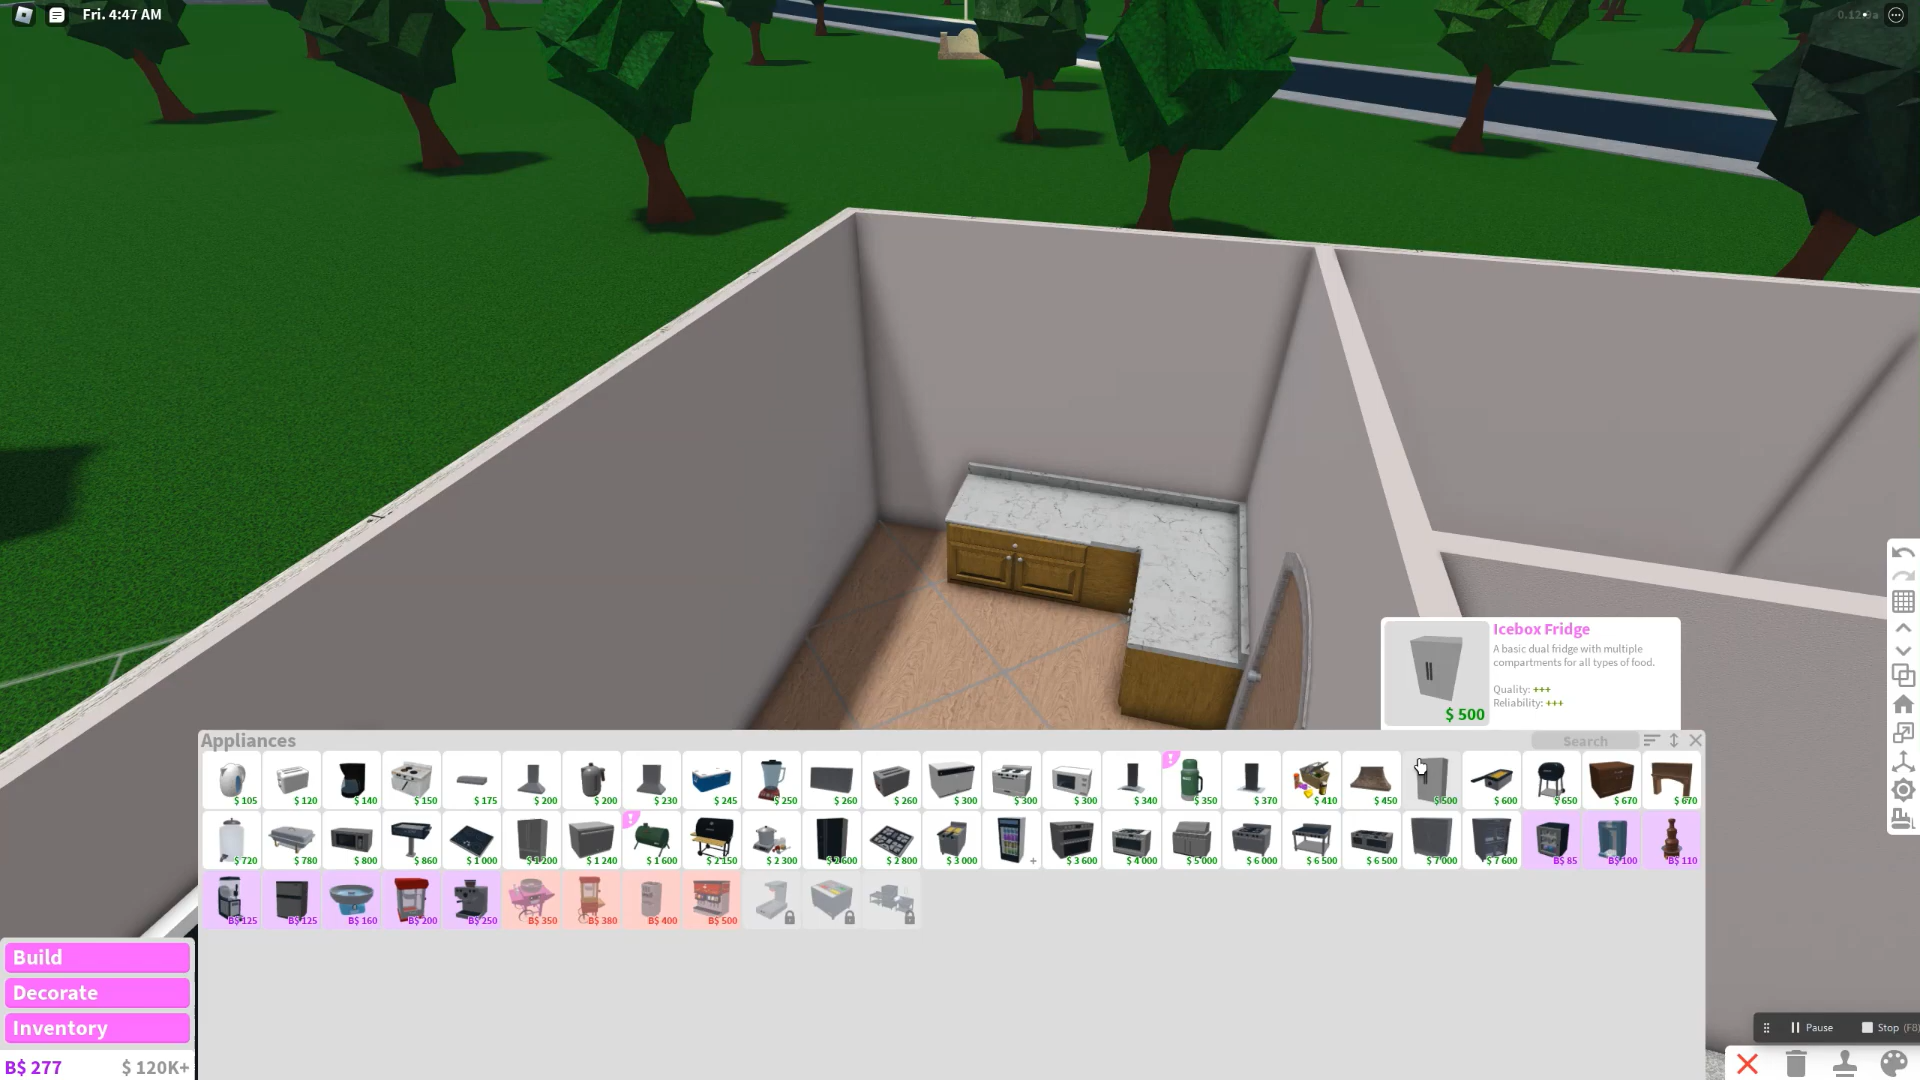 Fri. 4:47 AM
Icebox Fridge
A basic dual fridge with multiple
compartments for all types of food.
Quality: +++
Reliability: +++
$ 500
Appliances
Search
$ 105 $ 120 $ 140 $ 150 $ 175 $ 200 $ 200 $ 230 $ 245 $ 250 $ 260 $ 260 $ 300 $ 300 $ 300 $ 340 $ 350 $ 370 $ 410 $ 450 $ 500 $ 600 $ 650 $ 670 $ 670
$ 720 $ 780 $ 800 $ 860 $ 1 000 $ 1 200 $ 1 240 $ 1 600 $ 2 150 $ 2 300 $ 2 600 $ 2 800 $ 3 000 + $ 3 600 $ 4 000 $ 5 000 $ 6 000 $ 6 500 $ 6 500 $ 7 000 $ 7 600 B$ 85 B$ 100 B$ 110
B$ 125 B$ 125 B$ 160 B$ 200 B$ 250 B$ 350 B$ 380 B$ 400 B$ 500
Build
Decorate
Inventory
B$ 277 $ 120K+
Pause Stop (F8)